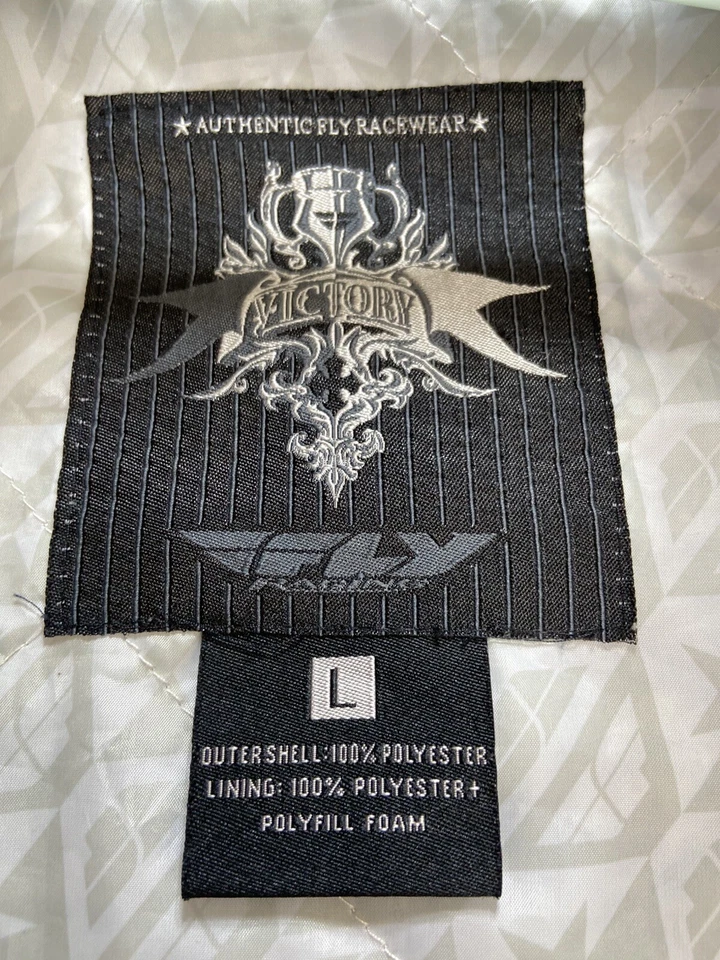 ★AUTHENTIC FLY RACEWEAR★
VICTORY
FLY
RACING
L
OUTERSHELL:100% POLYESTER
LINING: 100% POLYESTER+
POLYFILL FOAM